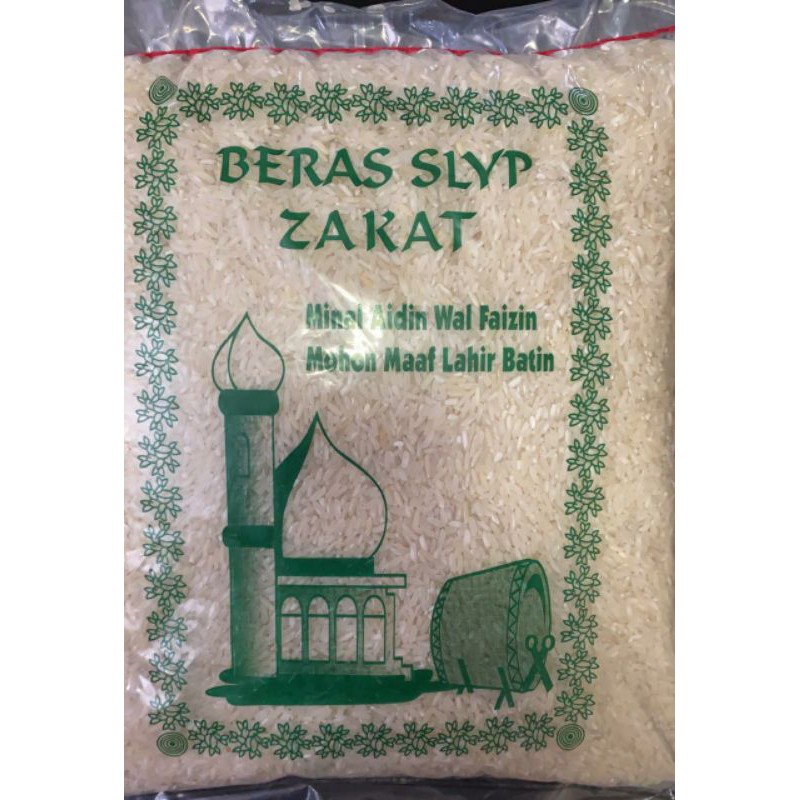 BERAS SLYP
ZAKAT
Minal Aidin Wal Faizin
Mohon Maaf Lahir Batin